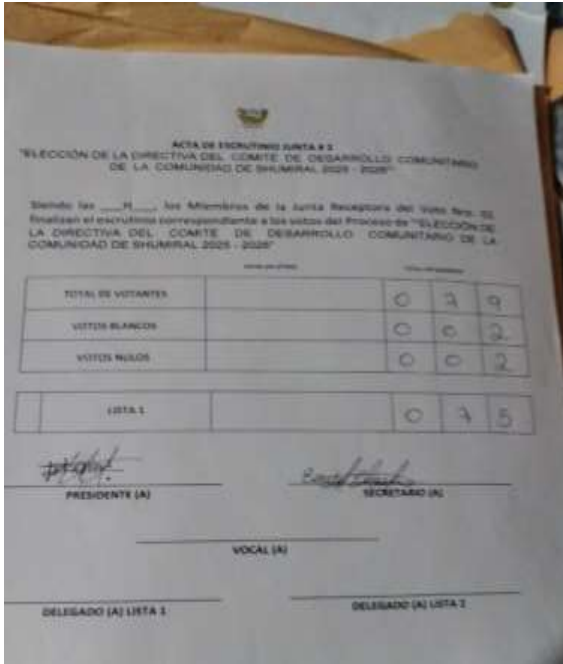 ACTA DE ESCRUTINIO JUNTA # 2
"ELECCIÓN DE LA DIRECTIVA DEL COMITE DE DESARROLLO COMUNITARIO
DE LA COMUNIDAD DE SHUMIRAL 2025 - 2026"
Siendo las ___H___, los Miembros de la Junta Receptora del Voto Nro. 02
finalizan el escrutinio correspondiente a los votos del Proceso de "ELECCIÓN DE
LA DIRECTIVA DEL COMITE DE DESARROLLO COMUNITARIO DE LA
COMUNIDAD DE SHUMIRAL 2025 - 2026"
TOTAL DE VOTANTES 0 7 9
VOTOS BLANCOS 0 0 2
VOTOS NULOS 0 0 2
LISTA 1 0 7 5
PRESIDENTE (A) SECRETARIO (A)
VOCAL (A)
DELEGADO (A) LISTA 1 DELEGADO (A) LISTA 2